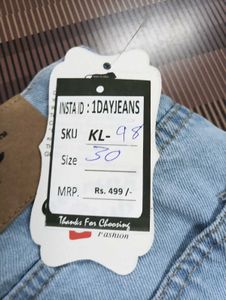 INSTA ID : 1DAYJEANS
SKU KL-98
Size 30
MRP. Rs. 499 /-
Thanks For Choosing
Fashion